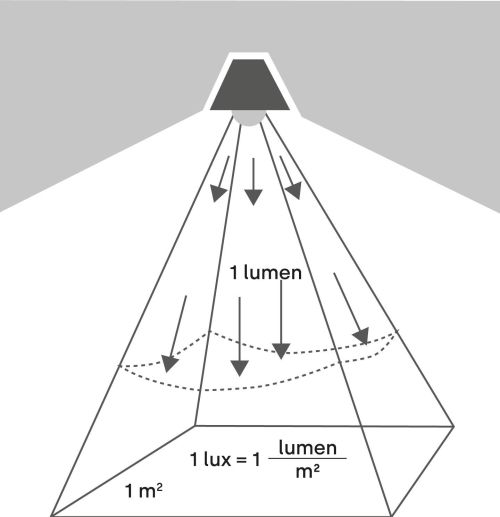 1 lumen
1 lux = 1 lumen
m²
1 m²